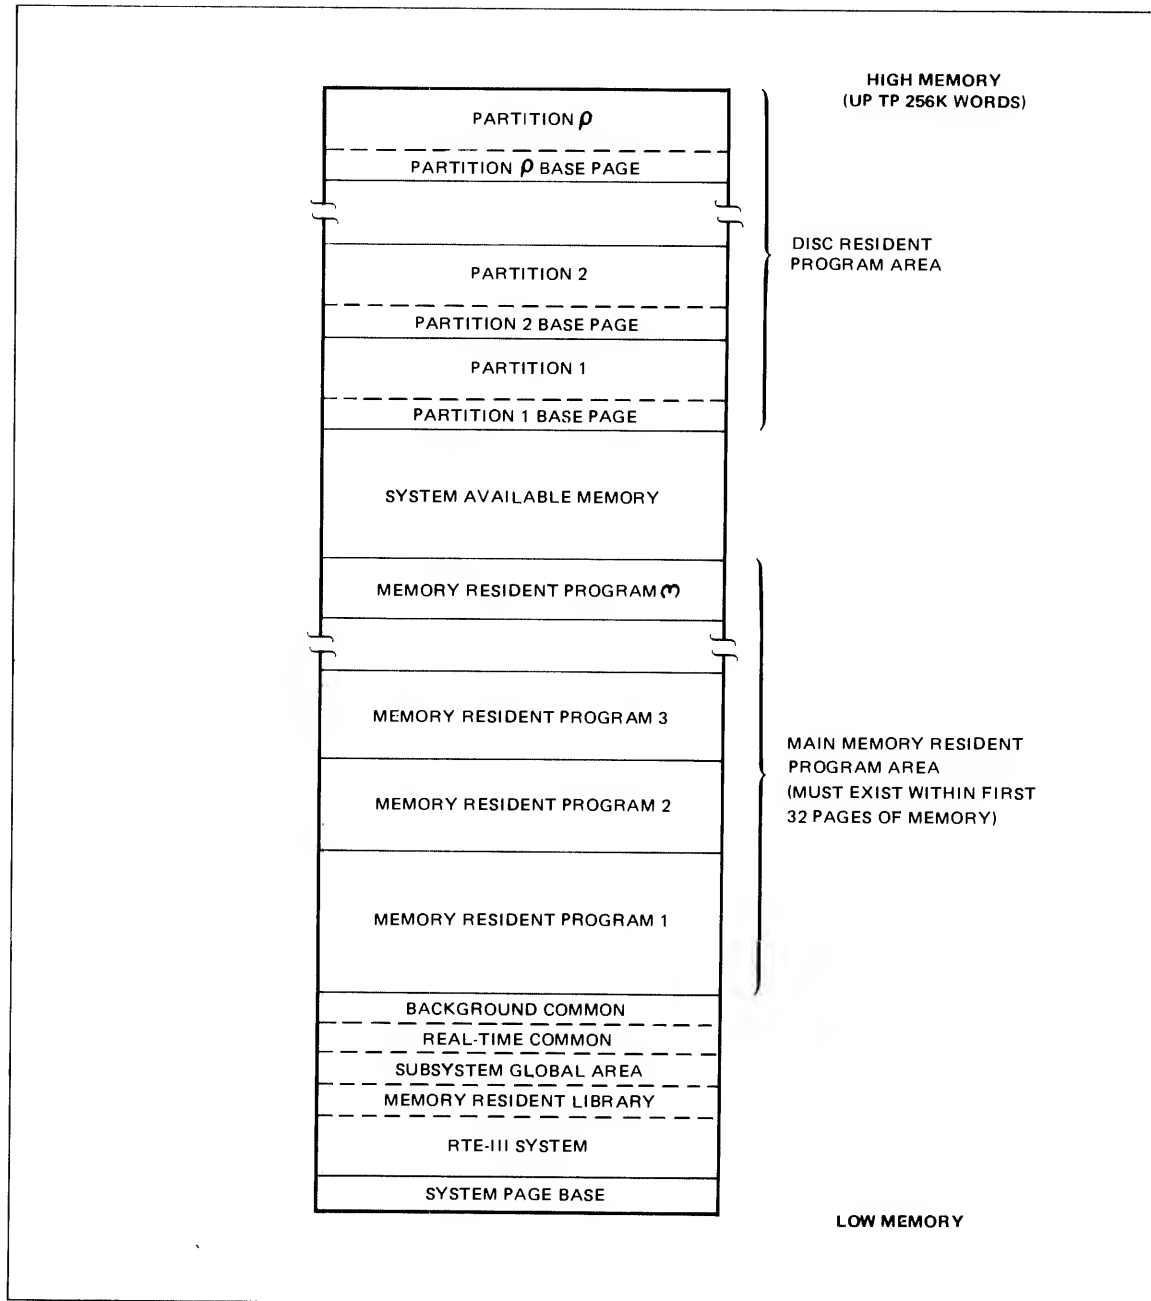 HIGH MEMORY
(UP TP 256K WORDS)
PARTITION ρ
PARTITION ρ BASE PAGE
DISC RESIDENT
PROGRAM AREA
PARTITION 2
PARTITION 2 BASE PAGE
PARTITION 1
PARTITION 1 BASE PAGE
SYSTEM AVAILABLE MEMORY
MEMORY RESIDENT PROGRAM m
MEMORY RESIDENT PROGRAM 3
MAIN MEMORY RESIDENT
PROGRAM AREA
(MUST EXIST WITHIN FIRST
32 PAGES OF MEMORY)
MEMORY RESIDENT PROGRAM 2
MEMORY RESIDENT PROGRAM 1
BACKGROUND COMMON
REAL-TIME COMMON
SUBSYSTEM GLOBAL AREA
MEMORY RESIDENT LIBRARY
RTE-III SYSTEM
SYSTEM PAGE BASE
LOW MEMORY